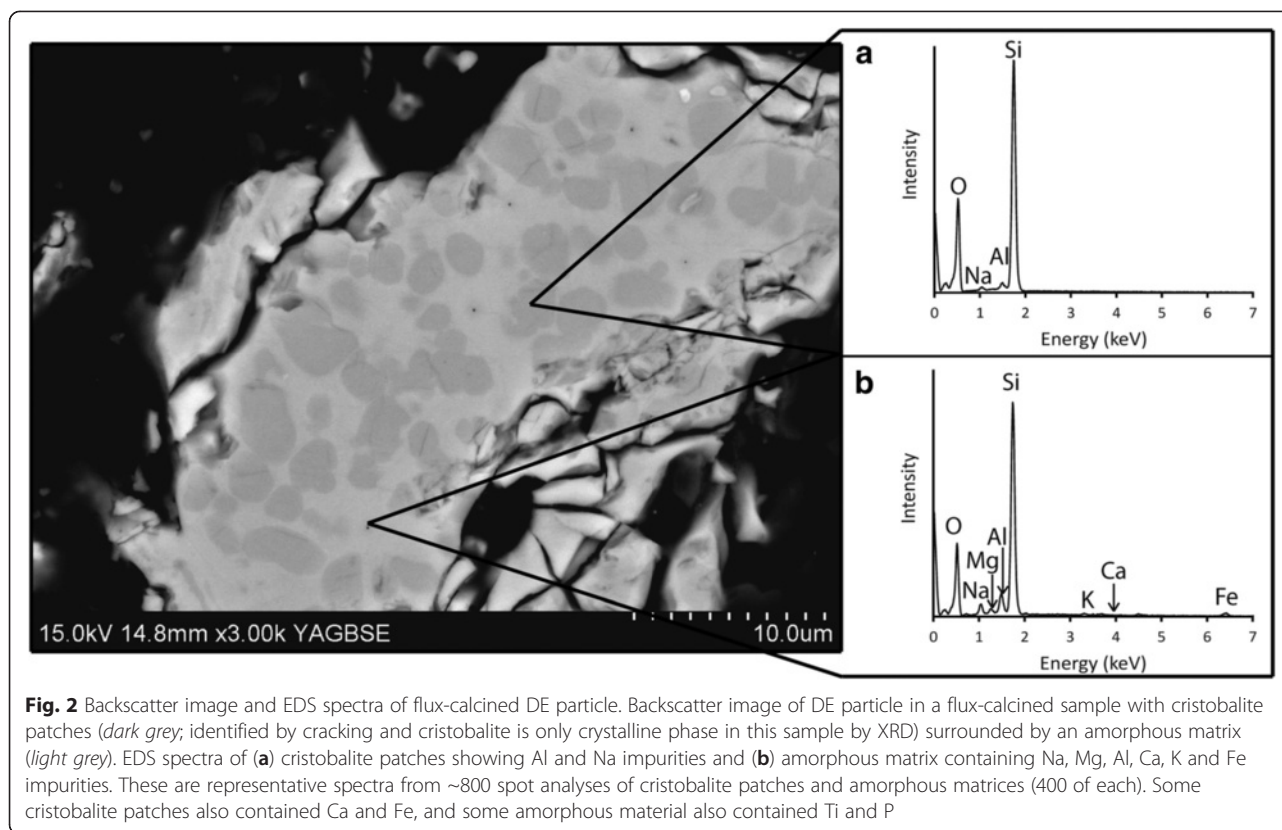 a
Si
O
Al
Na
Intensity
0 1 2 3 4 5 6 7
Energy (keV)
b
Si
O
Al
Mg
Na
K
Ca
Fe
Intensity
0 1 2 3 4 5 6 7
Energy (keV)
15.0kV 14.8mm x3.00k YAGBSE 10.0um
Fig. 2 Backscatter image and EDS spectra of flux-calcined DE particle. Backscatter image of DE particle in a flux-calcined sample with cristobalite
patches (dark grey; identified by cracking and cristobalite is only crystalline phase in this sample by XRD) surrounded by an amorphous matrix
(light grey). EDS spectra of (a) cristobalite patches showing Al and Na impurities and (b) amorphous matrix containing Na, Mg, Al, Ca, K and Fe
impurities. These are representative spectra from ~800 spot analyses of cristobalite patches and amorphous matrices (400 of each). Some
cristobalite patches also contained Ca and Fe, and some amorphous material also contained Ti and P